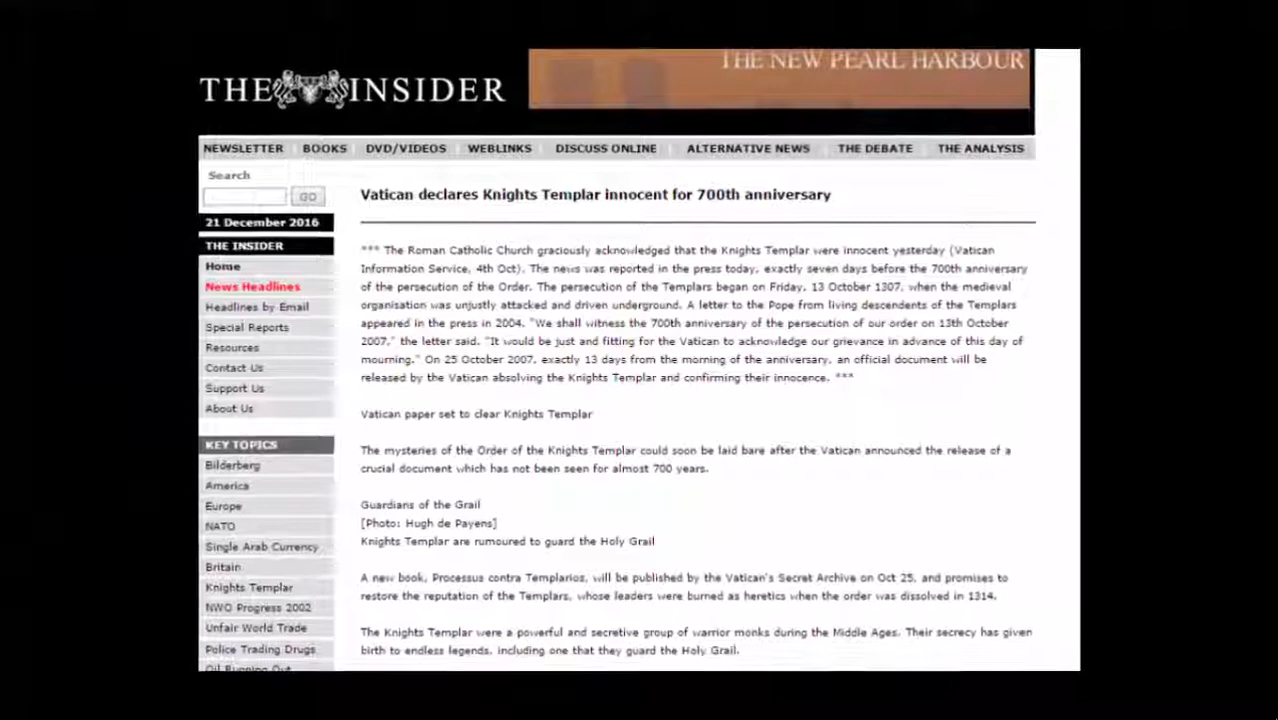 THE NEW PEARL HARBOUR
THE INSIDER
NEWSLETTER BOOKS DVD/VIDEOS WEBLINKS DISCUSS ONLINE ALTERNATIVE NEWS THE DEBATE THE ANALYSIS
Search
GO
21 December 2016
THE INSIDER
Home
News Headlines
Headlines by Email
Special Reports
Resources
Contact Us
Support Us
About Us
KEY TOPICS
Bilderberg
America
Europe
NATO
Single Arab Currency
Britain
Knights Templar
NWO Progress 2002
Unfair World Trade
Police Trading Drugs
Oil Running Out
Vatican declares Knights Templar innocent for 700th anniversary
*** The Roman Catholic Church graciously acknowledged that the Knights Templar were innocent yesterday (Vatican
Information Service, 4th Oct). The news was reported in the press today, exactly seven days before the 700th anniversary
of the persecution of the Order. The persecution of the Templars began on Friday, 13 October 1307, when the medieval
organisation was unjustly attacked and driven underground. A letter to the Pope from living descendents of the Templars
appeared in the press in 2004. "We shall witness the 700th anniversary of the persecution of our order on 13th October
2007," the letter said. "It would be just and fitting for the Vatican to acknowledge our grievance in advance of this day of
mourning." On 25 October 2007, exactly 13 days from the morning of the anniversary, an official document will be
released by the Vatican absolving the Knights Templar and confirming their innocence. ***
Vatican paper set to clear Knights Templar
The mysteries of the Order of the Knights Templar could soon be laid bare after the Vatican announced the release of a
crucial document which has not been seen for almost 700 years.
Guardians of the Grail
[Photo: Hugh de Payens]
Knights Templar are rumoured to guard the Holy Grail
A new book, Processus contra Templarios, will be published by the Vatican's Secret Archive on Oct 25, and promises to
restore the reputation of the Templars, whose leaders were burned as heretics when the order was dissolved in 1314.
The Knights Templar were a powerful and secretive group of warrior monks during the Middle Ages. Their secrecy has given
birth to endless legends, including one that they guard the Holy Grail.